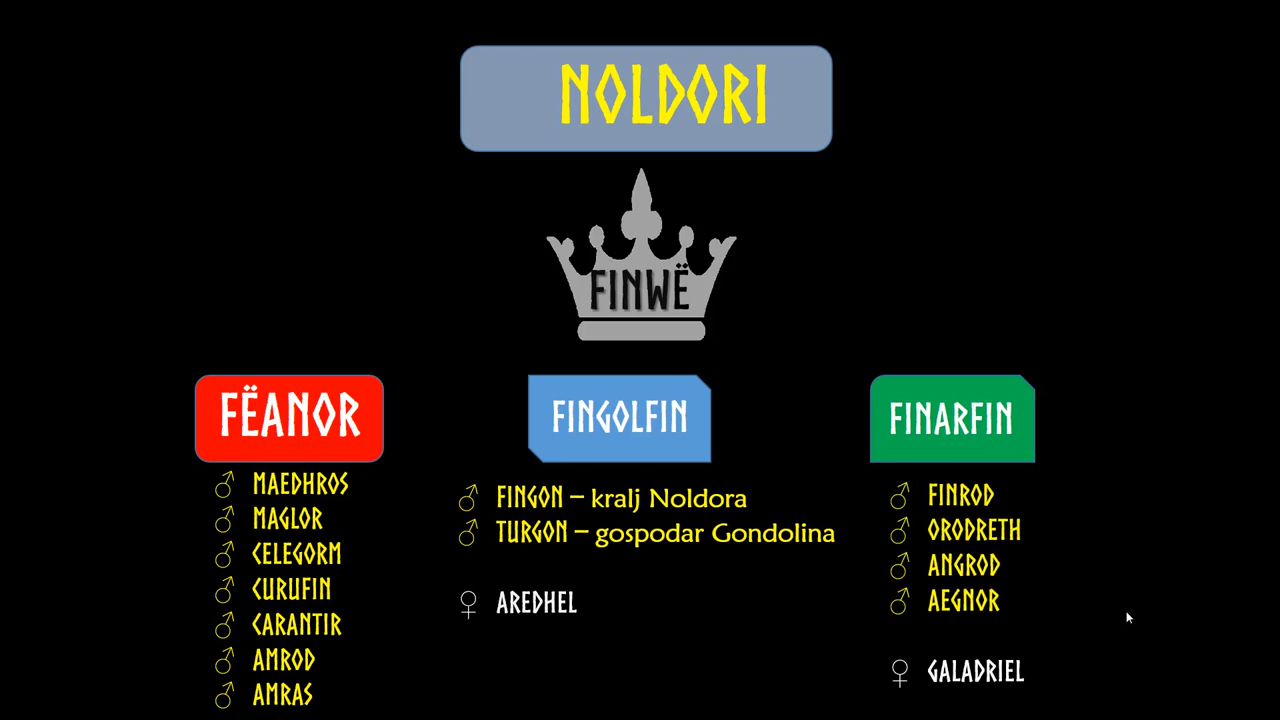 NOLDORI
FINWË
FËANOR
♂ MAEDHROS
♂ MAGLOR
♂ CELEGORM
♂ CURUFIN
♂ CARANTIR
♂ AMROD
♂ AMRAS
FINGOLFIN
♂ FINGON – kralj Noldora
♂ TURGON – gospodar Gondolina
♀ AREDHEL
FINARFIN
♂ FINROD
♂ ORODRETH
♂ ANGROD
♂ AEGNOR
♀ GALADRIEL